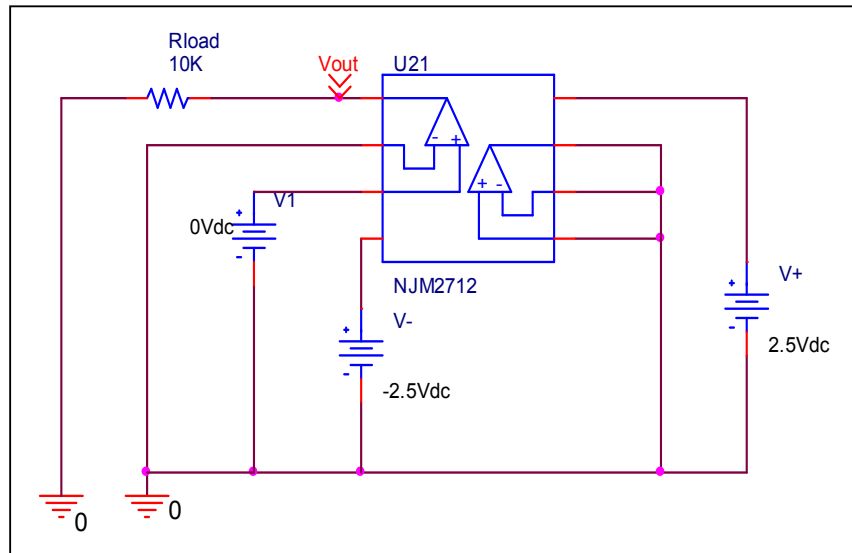 Rload
10K
Vout
U21
- +
+ -
V1
+
0Vdc
-
NJM2712
V-
+
-
-2.5Vdc
V+
+
-
2.5Vdc
0
0